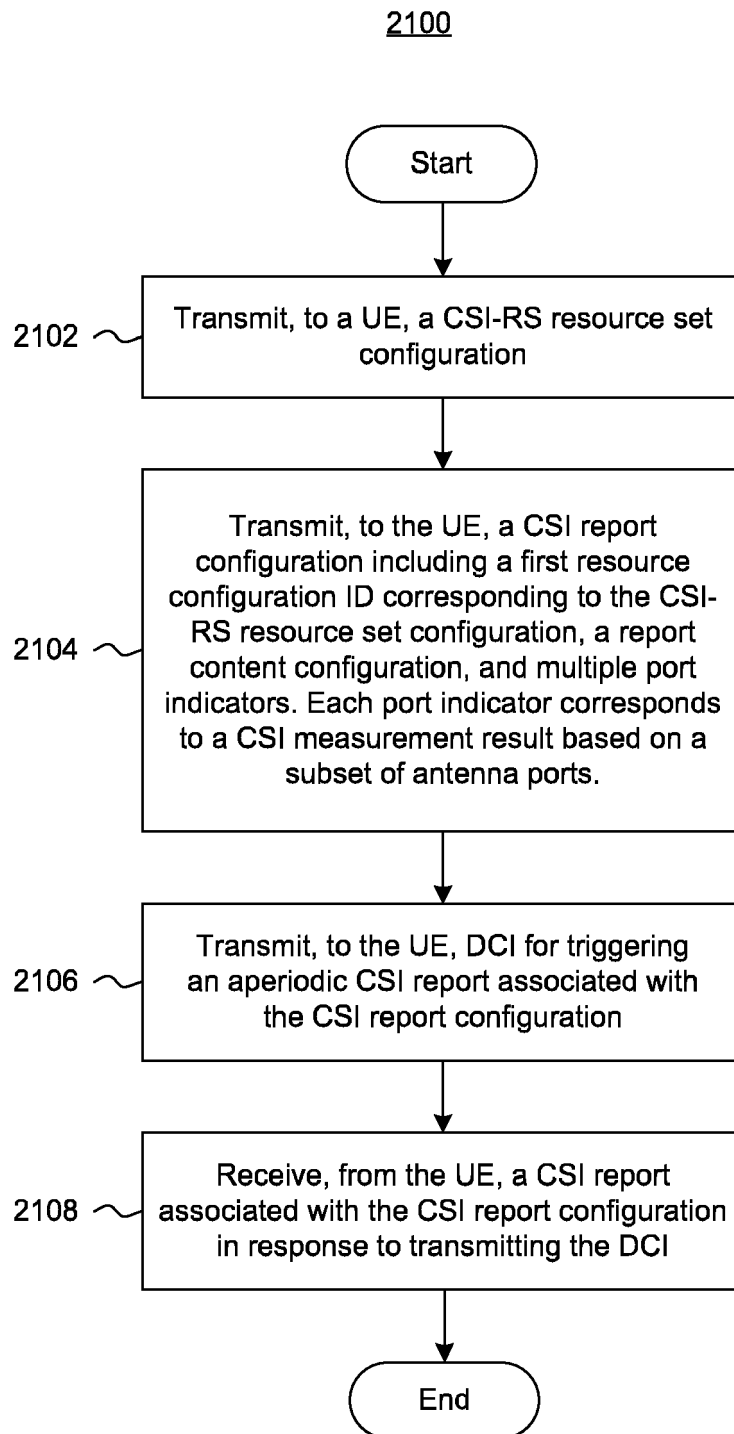 2100
Start
2102
Transmit, to a UE, a CSI-RS resource set
configuration
2104
Transmit, to the UE, a CSI report
configuration including a first resource
configuration ID corresponding to the CSI-
RS resource set configuration, a report
content configuration, and multiple port
indicators. Each port indicator corresponds
to a CSI measurement result based on a
subset of antenna ports.
2106
Transmit, to the UE, DCI for triggering
an aperiodic CSI report associated with
the CSI report configuration
2108
Receive, from the UE, a CSI report
associated with the CSI report configuration
in response to transmitting the DCI
End